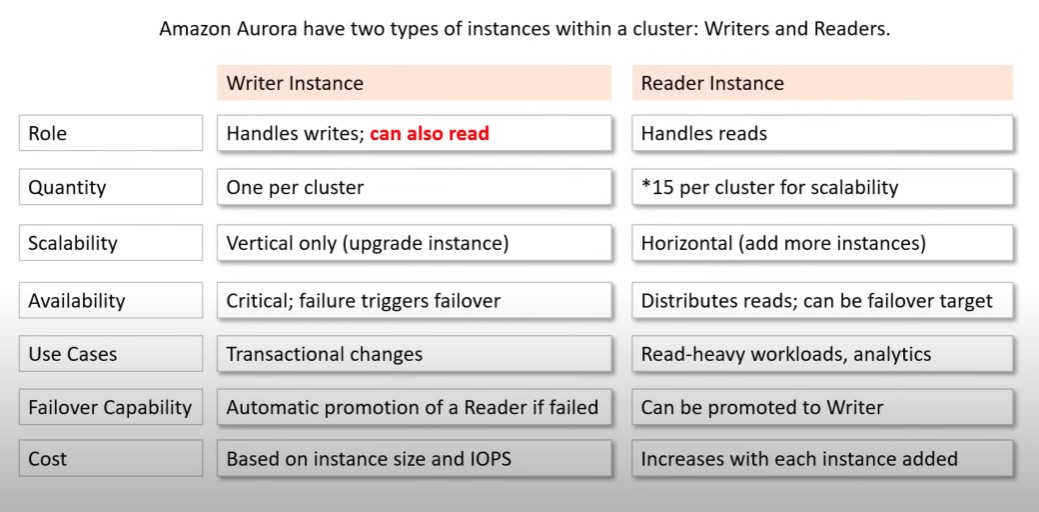 Amazon Aurora have two types of instances within a cluster: Writers and Readers.
Writer Instance Reader Instance
Role Handles writes; can also read Handles reads
Quantity One per cluster *15 per cluster for scalability
Scalability Vertical only (upgrade instance) Horizontal (add more instances)
Availability Critical; failure triggers failover Distributes reads; can be failover target
Use Cases Transactional changes Read-heavy workloads, analytics
Failover Capability Automatic promotion of a Reader if failed Can be promoted to Writer
Cost Based on instance size and IOPS Increases with each instance added